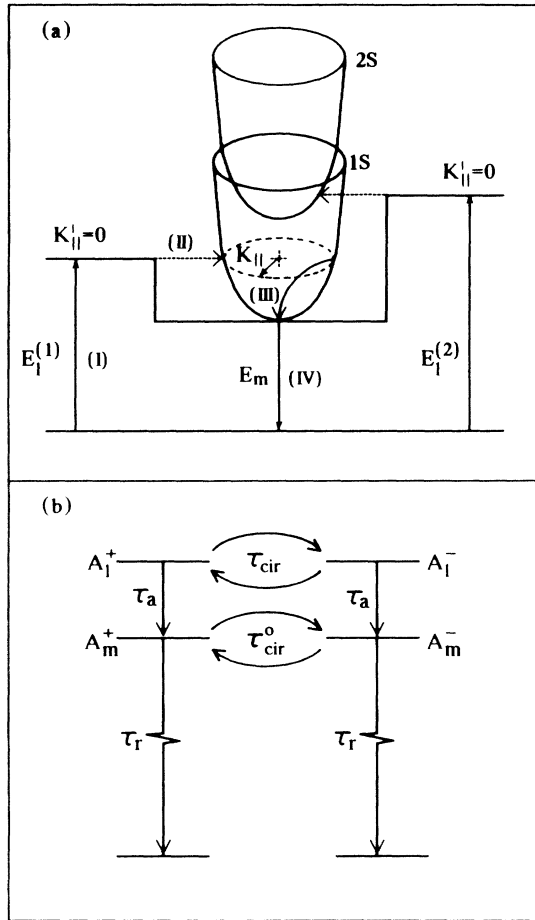 (a)
2S
1S
K'||=0
K'||=0
(II)
K||
(III)
E_l^(1)
(I)
E_m
(IV)
E_l^(2)
(b)
A_l^+
τ_cir
A_l^-
τ_a
τ_a
A_m^+
τ_cir^o
A_m^-
τ_r
τ_r